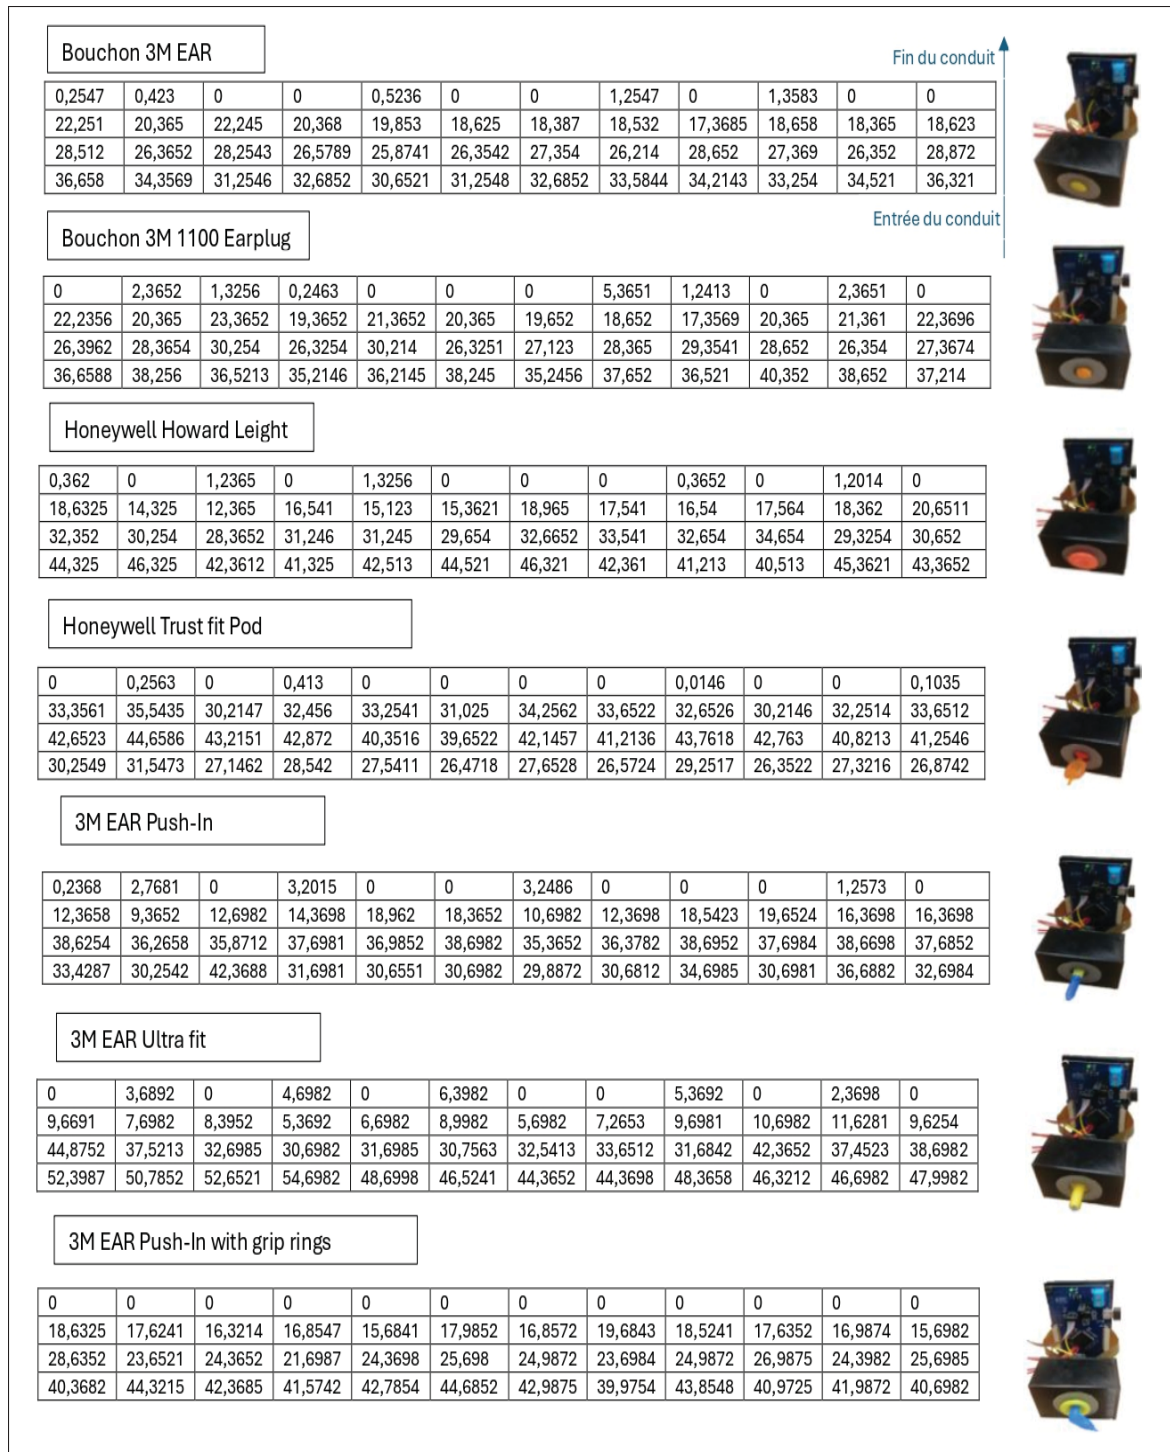 Bouchon 3M EAR
Fin du conduit
0,2547 0,423 0 0 0,5236 0 0 1,2547 0 1,3583 0 0
22,251 20,365 22,245 20,368 19,853 18,625 18,387 18,532 17,3685 18,658 18,365 18,623
28,512 26,3652 28,2543 26,5789 25,8741 26,3542 27,354 26,214 28,652 27,369 26,352 28,872
36,658 34,3569 31,2546 32,6852 30,6521 31,2548 32,6852 33,5844 34,2143 33,254 34,521 36,321
Entrée du conduit
Bouchon 3M 1100 Earplug
0 2,3652 1,3256 0,2463 0 0 0 5,3651 1,2413 0 2,3651 0
22,2356 20,365 23,3652 19,3652 21,3652 20,365 19,652 18,652 17,3569 20,365 21,361 22,3696
26,3962 28,3654 30,254 26,3254 30,214 26,3251 27,123 28,365 29,3541 28,652 26,354 27,3674
36,6588 38,256 36,5213 35,2146 36,2145 38,245 35,2456 37,652 36,521 40,352 38,652 37,214
Honeywell Howard Leight
0,362 0 1,2365 0 1,3256 0 0 0 0,3652 0 1,2014 0
18,6325 14,325 12,365 16,541 15,123 15,3621 18,965 17,541 16,54 17,564 18,362 20,6511
32,352 30,254 28,3652 31,246 31,245 29,654 32,6652 33,541 32,654 34,654 29,3254 30,652
44,325 46,325 42,3612 41,325 42,513 44,521 46,321 42,361 41,213 40,513 45,3621 43,3652
Honeywell Trust fit Pod
0 0,2563 0 0,413 0 0 0 0 0,0146 0 0 0,1035
33,3561 35,5435 30,2147 32,456 33,2541 31,025 34,2562 33,6522 32,6526 30,2146 32,2514 33,6512
42,6523 44,6586 43,2151 42,872 40,3516 39,6522 42,1457 41,2136 43,7618 42,763 40,8213 41,2546
30,2549 31,5473 27,1462 28,542 27,5411 26,4718 27,6528 26,5724 29,2517 26,3522 27,3216 26,8742
3M EAR Push-In
0,2368 2,7681 0 3,2015 0 0 3,2486 0 0 0 1,2573 0
12,3658 9,3652 12,6982 14,3698 18,962 18,3652 10,6982 12,3698 18,5423 19,6524 16,3698 16,3698
38,6254 36,2658 35,8712 37,6981 36,9852 38,6982 35,3652 36,3782 38,6952 37,6984 38,6698 37,6852
33,4287 30,2542 42,3688 31,6981 30,6551 30,6982 29,8872 30,6812 34,6985 30,6981 36,6882 32,6984
3M EAR Ultra fit
0 3,6892 0 4,6982 0 6,3982 0 0 5,3692 0 2,3698 0
9,6691 7,6982 8,3952 5,3692 6,6982 8,9982 5,6982 7,2653 9,6981 10,6982 11,6281 9,6254
44,8752 37,5213 32,6985 30,6982 31,6985 30,7563 32,5413 33,6512 31,6842 42,3652 37,4523 38,6982
52,3987 50,7852 52,6521 54,6982 48,6998 46,5241 44,3652 44,3698 48,3658 46,3212 46,6982 47,9982
3M EAR Push-In with grip rings
0 0 0 0 0 0 0 0 0 0 0 0
18,6325 17,6241 16,3214 16,8547 15,6841 17,9852 16,8572 19,6843 18,5241 17,6352 16,9874 15,6982
28,6352 23,6521 24,3652 21,6987 24,3698 25,698 24,9872 23,6984 24,9872 26,9875 24,3982 25,6985
40,3682 44,3215 42,3685 41,5742 42,7854 44,6852 42,9875 39,9754 43,8548 40,9725 41,9872 40,6982